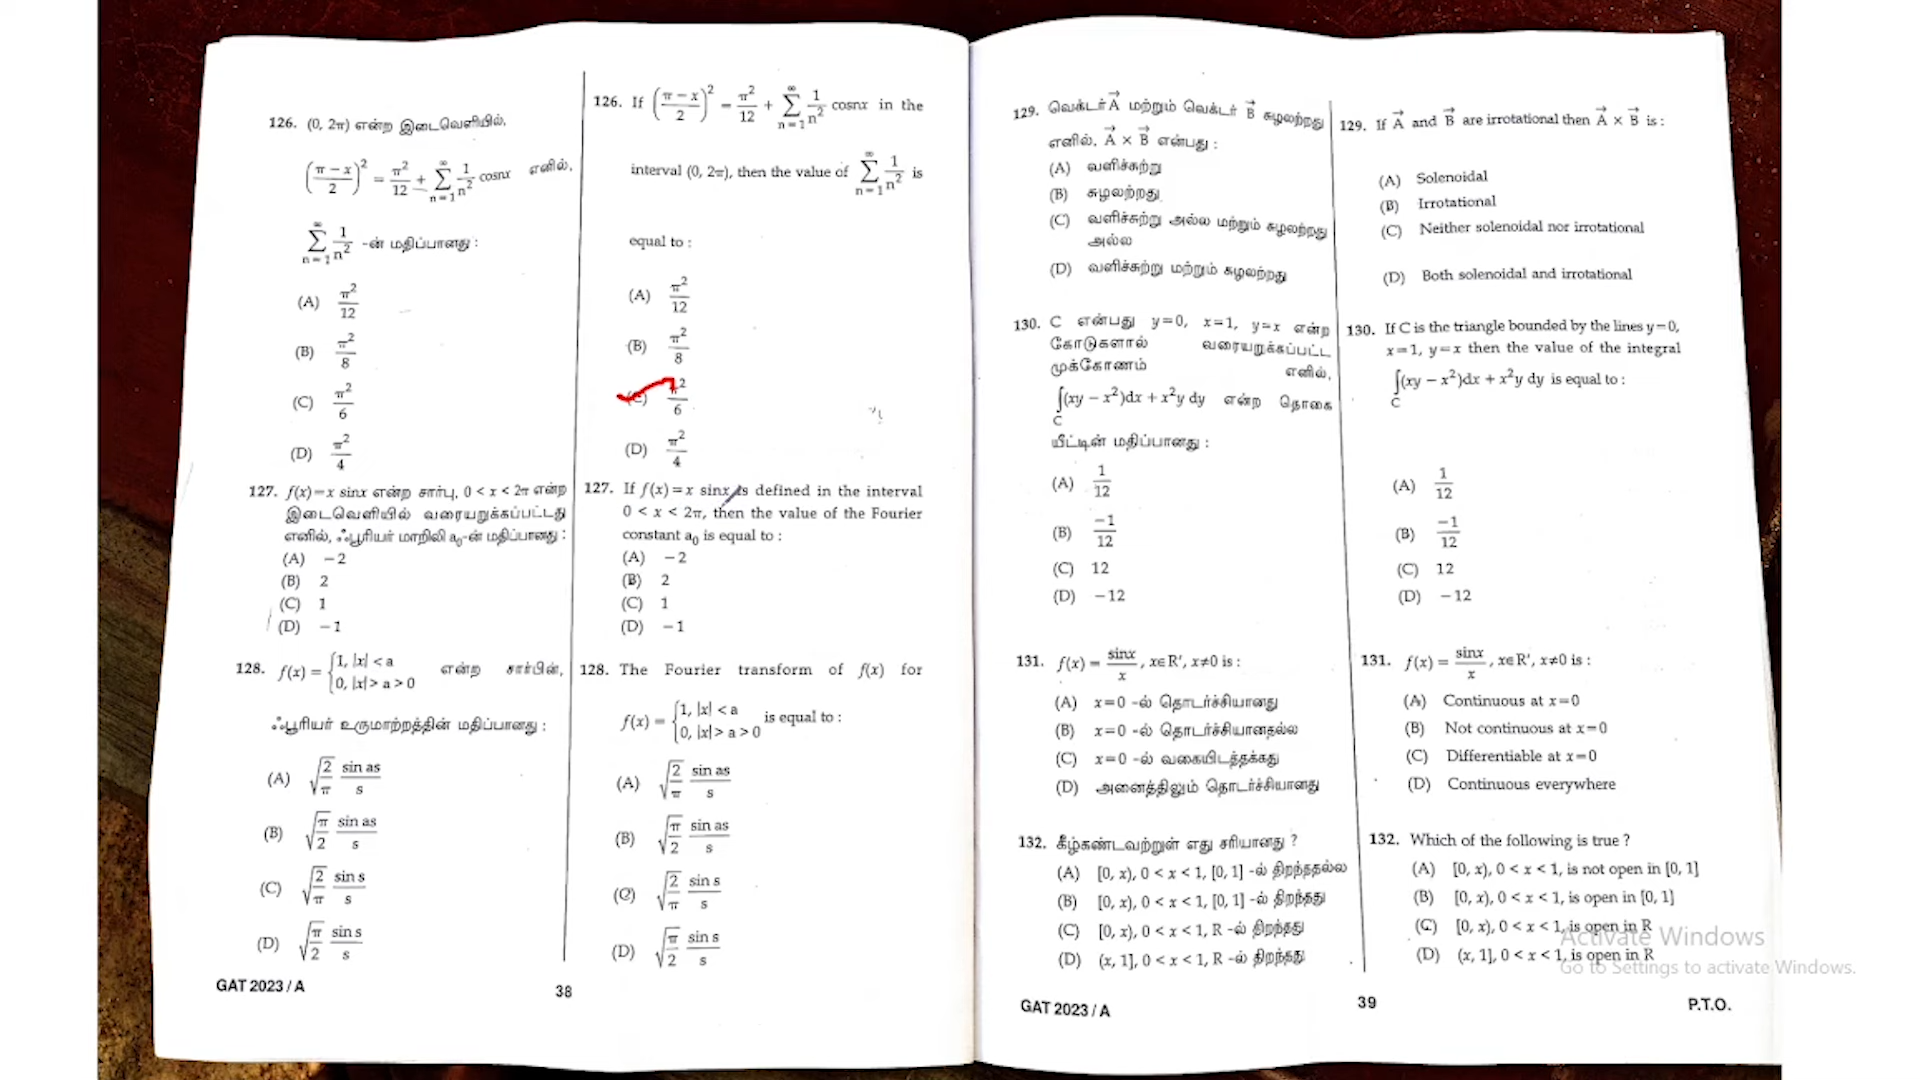 126. (0, 2π) என்ற இடைவெளியில்,
((π − x)/2)² = π²/12 + ∑_{n=1}^{∞} 1/n² cosnx எனில்,
∑_{n=1}^{∞} 1/n² -ன் மதிப்பானது :
(A) π²/12
(B) π²/8
(C) π²/6
(D) π²/4
127. f(x)=x sinx என்ற சார்பு, 0 < x < 2π என்ற
இடைவெளியில் வரையறுக்கப்பட்டது
எனில், ஃபூரியர் மாறிலி a₀-ன் மதிப்பானது :
(A) −2
(B) 2
(C) 1
(D) −1
128. f(x) = {1, |x| < a
0, |x| > a > 0 என்ற சார்பின்,
ஃபூரியர் உருமாற்றத்தின் மதிப்பானது :
(A) √(2/π) sin as/s
(B) √(π/2) sin as/s
(C) √(2/π) sin s/s
(D) √(π/2) sin s/s
GAT 2023 / A
38
126. If ((π − x)/2)² = π²/12 + ∑_{n=1}^{∞} 1/n² cosnx in the
interval (0, 2π), then the value of ∑_{n=1}^{∞} 1/n² is
equal to :
(A) π²/12
(B) π²/8
(C) π²/6
(D) π²/4
127. If f(x)=x sinx is defined in the interval
0 < x < 2π, then the value of the Fourier
constant a₀ is equal to :
(A) −2
(B) 2
(C) 1
(D) −1
128. The Fourier transform of f(x) for
f(x) = {1, |x| < a
0, |x| > a > 0 is equal to :
(A) √(2/π) sin as/s
(B) √(π/2) sin as/s
(C) √(2/π) sin s/s
(D) √(π/2) sin s/s
129. வெக்டர் A⃗ மற்றும் வெக்டர் B⃗ சுழலற்றது
எனில், A⃗ × B⃗ என்பது :
(A) வளிச்சுற்று
(B) சுழலற்றது
(C) வளிச்சுற்று அல்ல மற்றும் சுழலற்றது
அல்ல
(D) வளிச்சுற்று மற்றும் சுழலற்றது
130. C என்பது y=0, x=1, y=x என்ற
கோடுகளால் வரையறுக்கப்பட்ட
முக்கோணம் எனில்,
∫_C (xy − x²)dx + x²y dy என்ற தொகை
யீட்டின் மதிப்பானது :
(A) 1/12
(B) −1/12
(C) 12
(D) −12
131. f(x) = sinx/x, x∈R', x≠0 is :
(A) x=0 -ல் தொடர்ச்சியானது
(B) x=0 -ல் தொடர்ச்சியானதல்ல
(C) x=0 -ல் வகையிடத்தக்கது
(D) அனைத்திலும் தொடர்ச்சியானது
132. கீழ்கண்டவற்றுள் எது சரியானது ?
(A) [0, x), 0 < x < 1, [0, 1] -ல் திறந்ததல்ல
(B) [0, x), 0 < x < 1, [0, 1] -ல் திறந்தது
(C) [0, x), 0 < x < 1, R -ல் திறந்தது
(D) (x, 1], 0 < x < 1, R -ல் திறந்தது
GAT 2023 / A
39
129. If A⃗ and B⃗ are irrotational then A⃗ × B⃗ is :
(A) Solenoidal
(B) Irrotational
(C) Neither solenoidal nor irrotational
(D) Both solenoidal and irrotational
130. If C is the triangle bounded by the lines y=0,
x=1, y=x then the value of the integral
∫_C (xy − x²)dx + x²y dy is equal to :
(A) 1/12
(B) −1/12
(C) 12
(D) −12
131. f(x) = sinx/x, x∈R', x≠0 is :
(A) Continuous at x=0
(B) Not continuous at x=0
(C) Differentiable at x=0
(D) Continuous everywhere
132. Which of the following is true ?
(A) [0, x), 0 < x < 1, is not open in [0, 1]
(B) [0, x), 0 < x < 1, is open in [0, 1]
(C) [0, x), 0 < x < 1, is open in R
(D) (x, 1], 0 < x < 1, is open in R
P.T.O.
Activate Windows
Go to Settings to activate Windows.